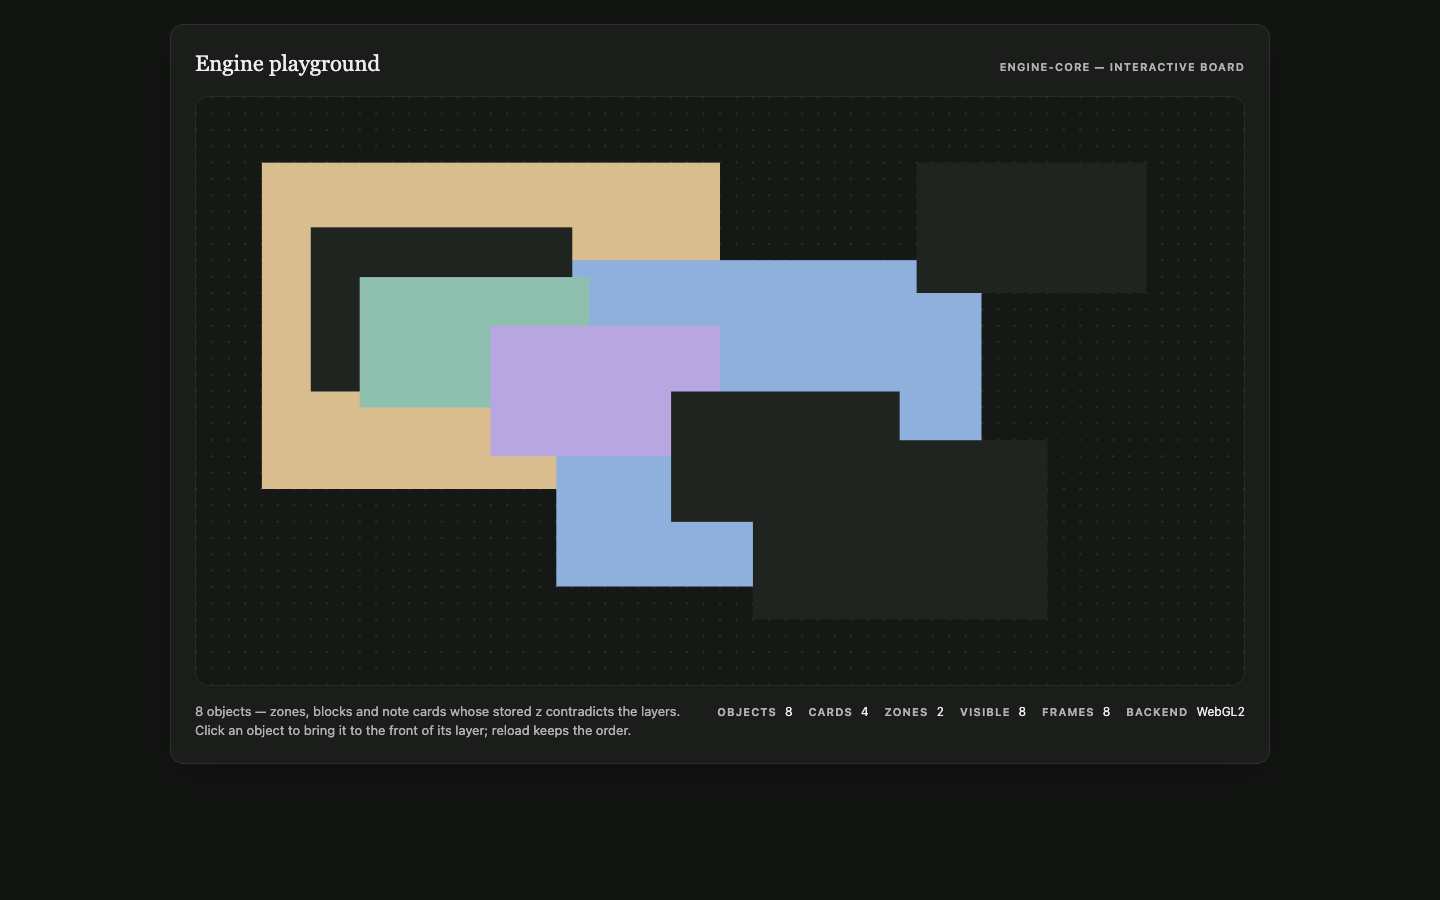 Engine playground
ENGINE-CORE — INTERACTIVE BOARD
8 objects — zones, blocks and note cards whose stored z contradicts the layers.
Click an object to bring it to the front of its layer; reload keeps the order.
OBJECTS 8 CARDS 4 ZONES 2 VISIBLE 8 FRAMES 8 BACKEND WebGL2